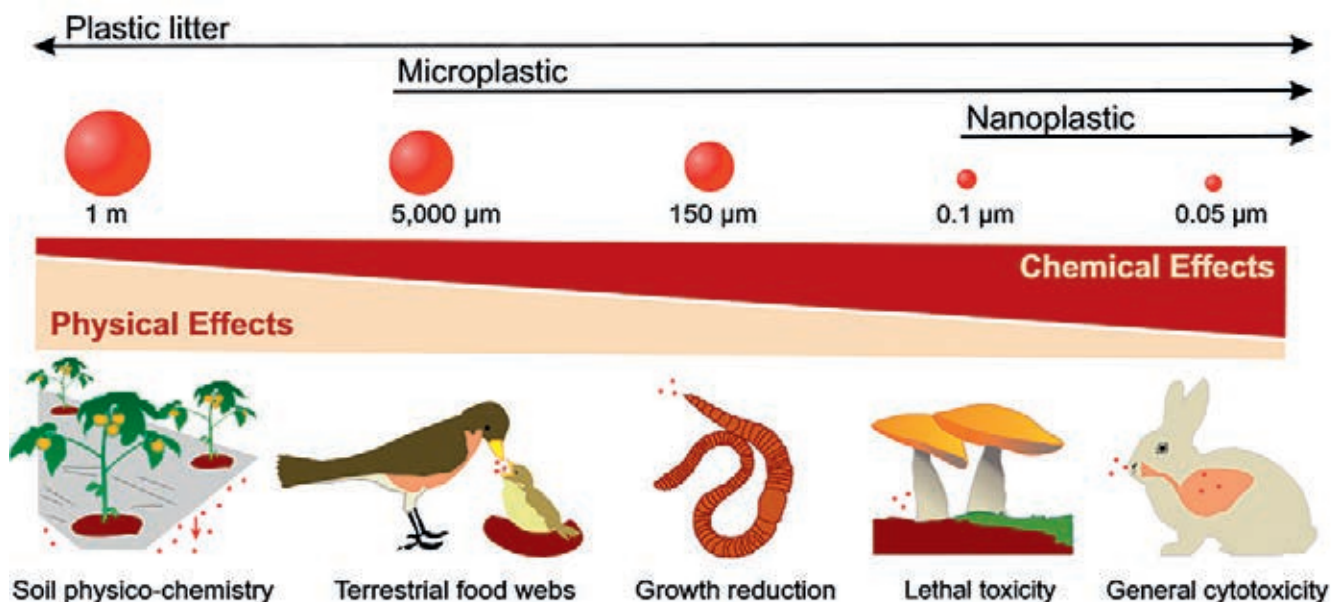 Plastic litter
Microplastic
Nanoplastic
1 m
5,000 µm
150 µm
0.1 µm
0.05 µm
Chemical Effects
Physical Effects
Soil physico-chemistry
Terrestrial food webs
Growth reduction
Lethal toxicity
General cytotoxicity